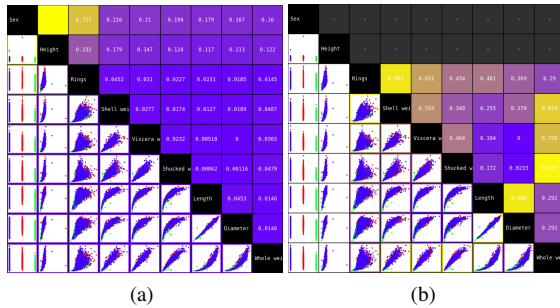 Sex - 0.757 0.216 0.21 0.194 0.179 0.167 0.16
Height 0.332 0.179 0.147 0.124 0.117 0.113 0.122
Rings 0.0452 0.031 0.0227 0.0231 0.0185 0.0145
Shell wei 0.0277 0.0174 0.0127 0.0189 0.0407
Viscera w 0.0232 0.00518 0 0.0365
Shucked w 0.00862 0.00116 0.0479
Length 0.0453 0.0146
Diameter 0.0146
Whole wei
(a)
Sex - - - - - - - -
Height - - - - - - -
Rings 0.621 0.454 0.461 0.369 0.29
Shell wei 0.554 0.348 0.255 0.379
Viscera w 0.464 0.104 0 0.729
Shucked w 0.172 0.0233
Length 0.292
Diameter 0.292
Whole wei
(b)